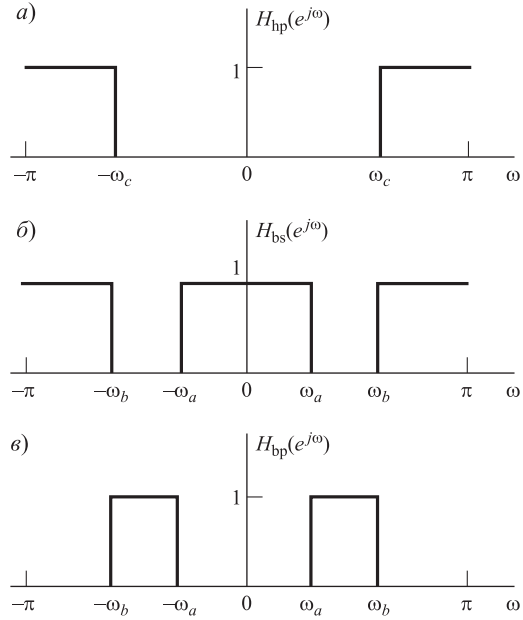 а)
H_hp(e^{jω})
1
−π −ω_c 0 ω_c π ω
б)
H_bs(e^{jω})
1
−π −ω_b −ω_a 0 ω_a ω_b π ω
в)
H_bp(e^{jω})
1
−π −ω_b −ω_a 0 ω_a ω_b π ω